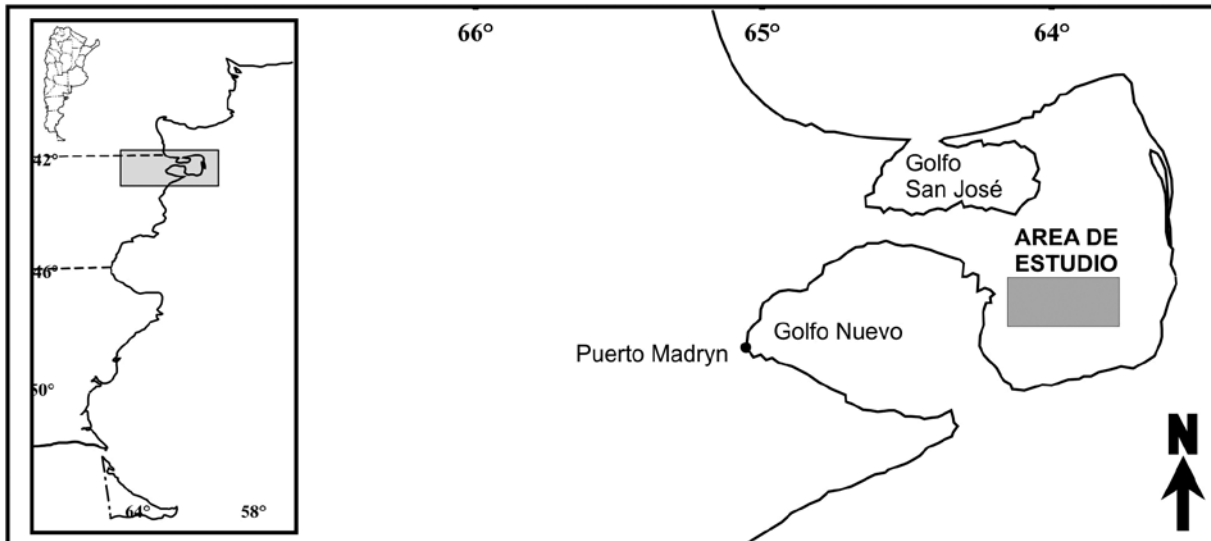 66°
65°
64°
42°
46°
50°
64°
58°
Golfo
San José
AREA DE
ESTUDIO
Golfo Nuevo
Puerto Madryn
N